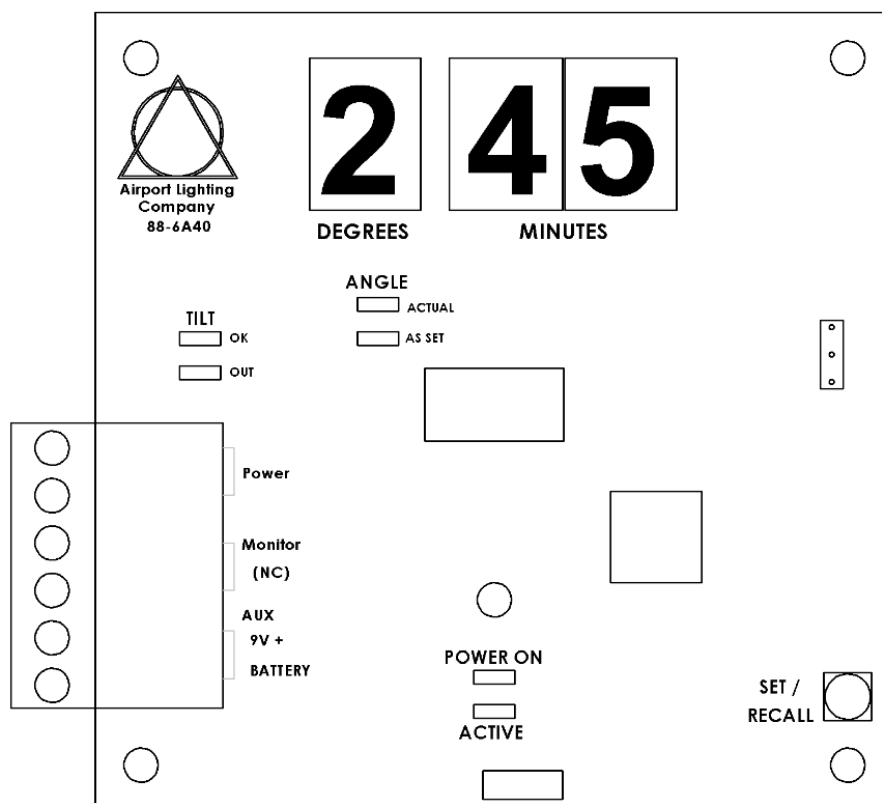 2 45
DEGREES MINUTES
Airport Lighting
Company
88-6A40
ANGLE
ACTUAL
AS SET
TILT
OK
OUT
Power
Monitor
(NC)
AUX
9V +
BATTERY
POWER ON
ACTIVE
SET /
RECALL